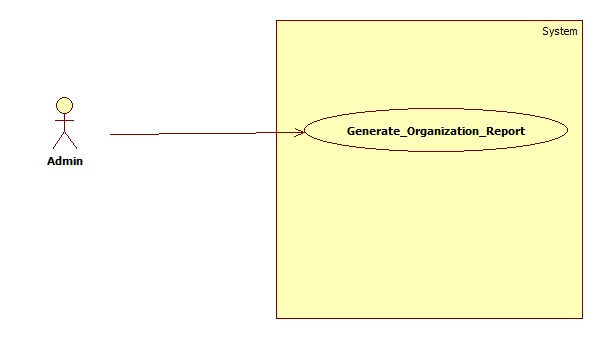 System
Generate_Organization_Report
Admin